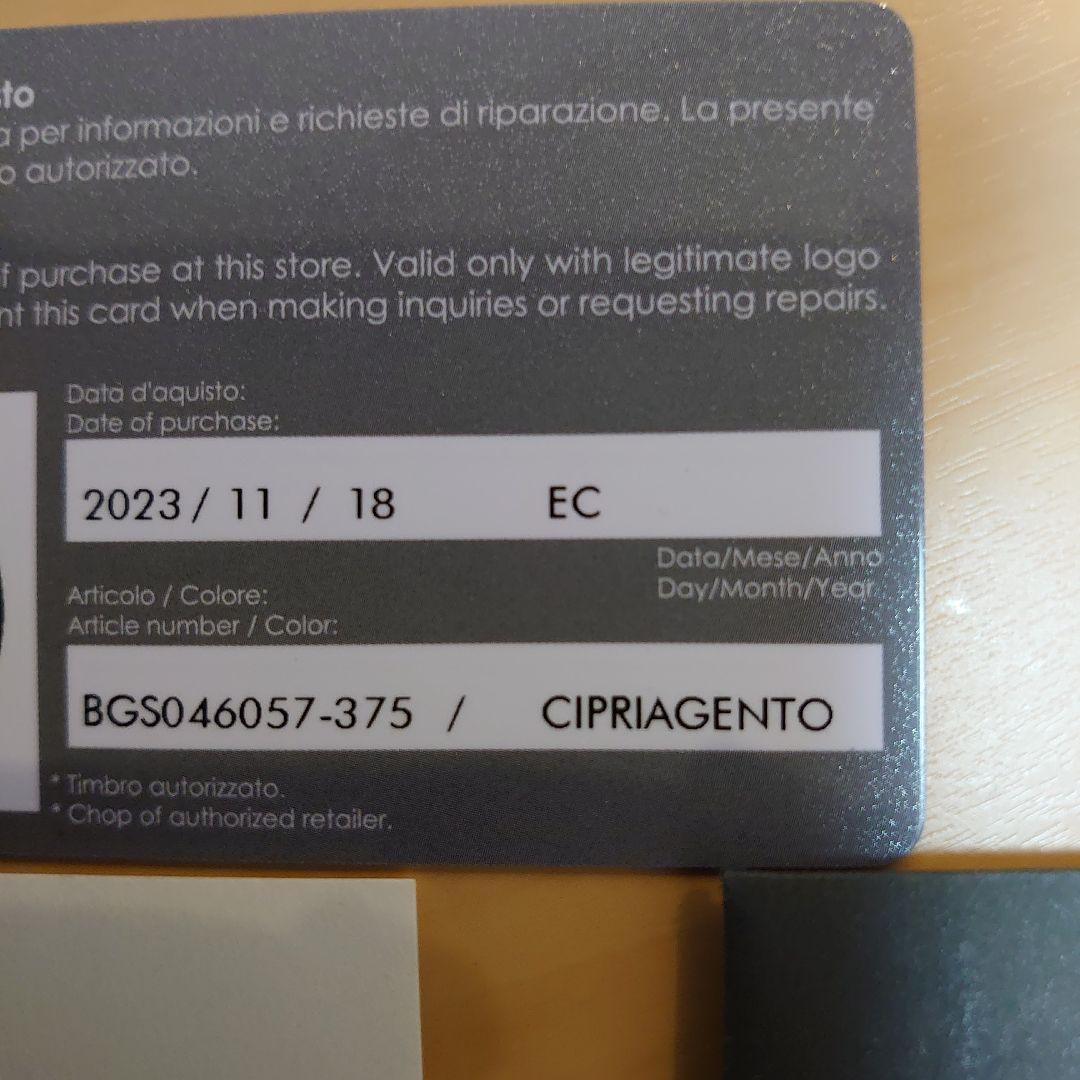 sto
a per informazioni e richieste di riparazione. La presente
o autorizzato.
f purchase at this store. Valid only with legitimate logo
nt this card when making inquiries or requesting repairs.
Data d'aquisto:
Date of purchase:
2023/ 11 / 18 EC
Data/Mese/Anno
Day/Month/Year
Articolo / Colore:
Article number / Color:
BGS046057-375 / CIPRIAGENTO
* Timbro autorizzato.
* Chop of authorized retailer.